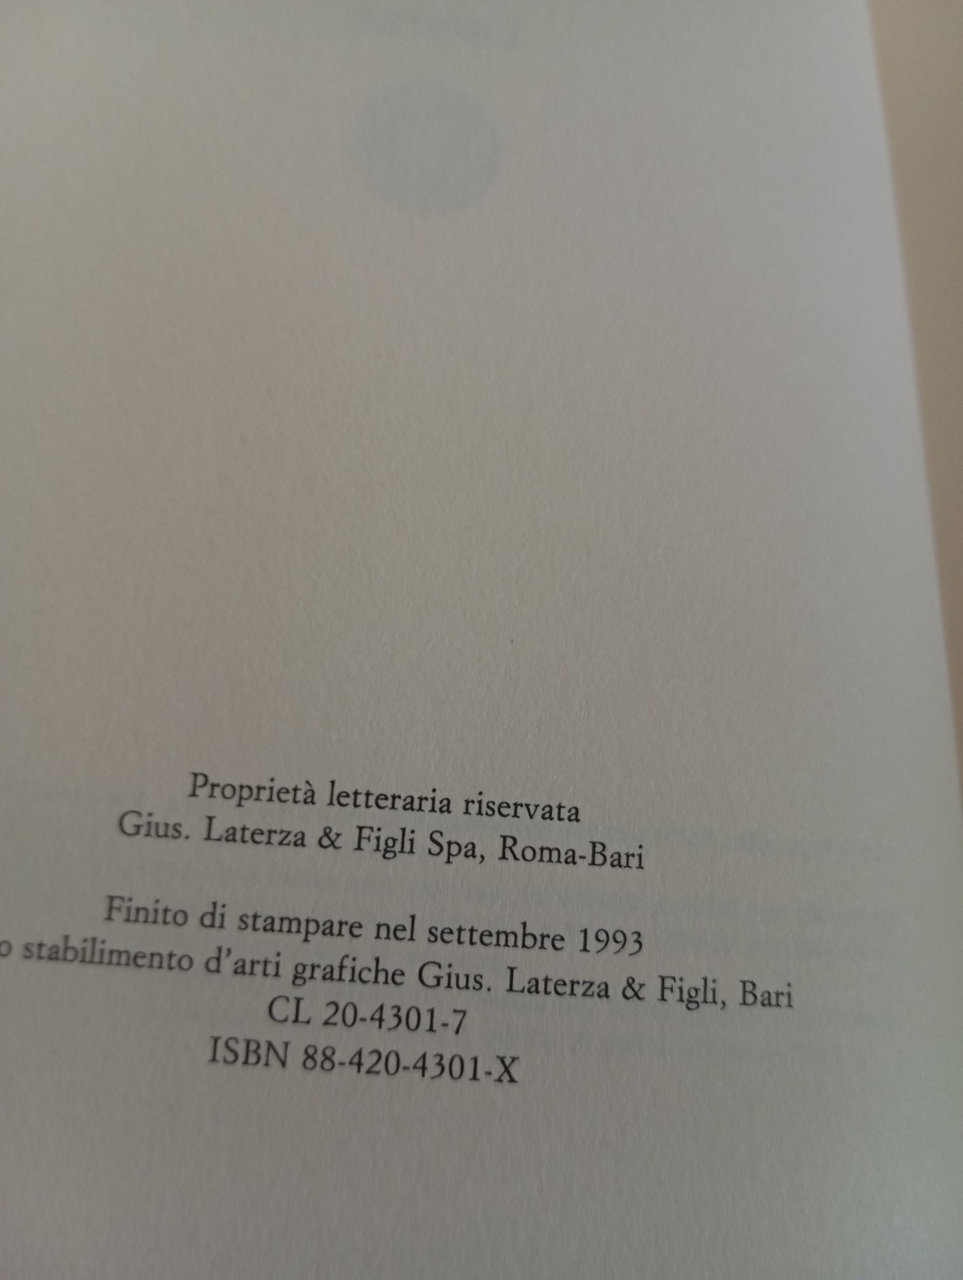 Proprietà letteraria riservata
Gius. Laterza & Figli Spa, Roma-Bari
Finito di stampare nel settembre 1993
o stabilimento d'arti grafiche Gius. Laterza & Figli, Bari
CL 20-4301-7
ISBN 88-420-4301-X